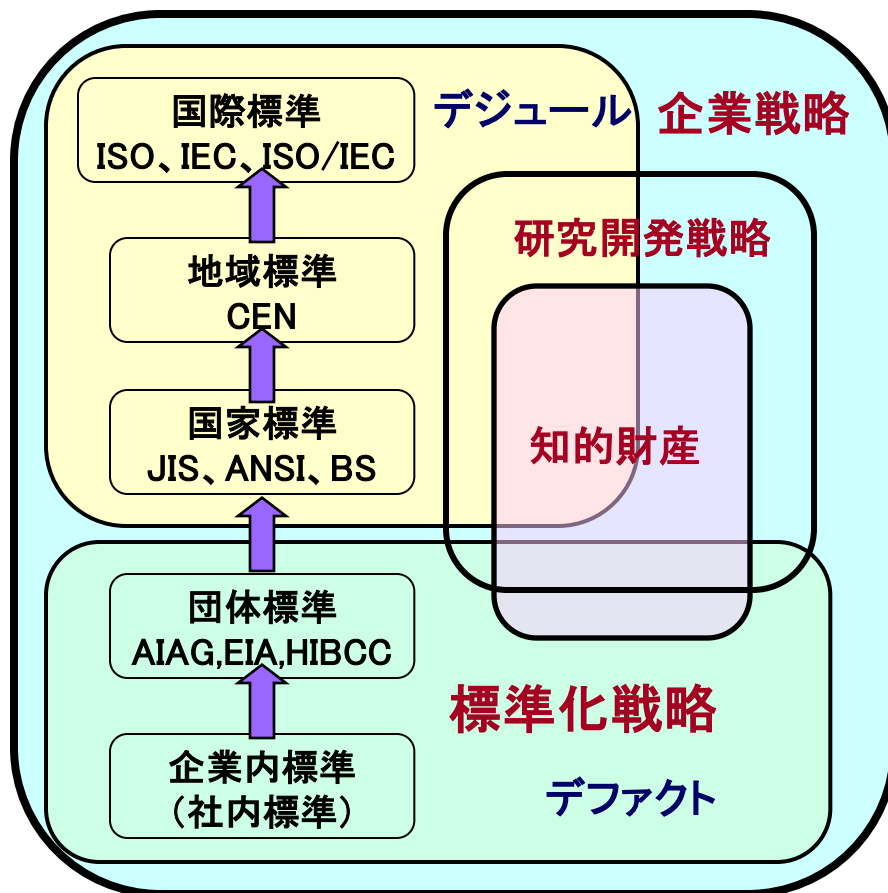 国際標準
ISO、IEC、ISO/IEC
デジュール
企業戦略
研究開発戦略
地域標準
CEN
国家標準
JIS、ANSI、BS
知的財産
団体標準
AIAG,EIA,HIBCC
標準化戦略
企業内標準
（社内標準）
デファクト